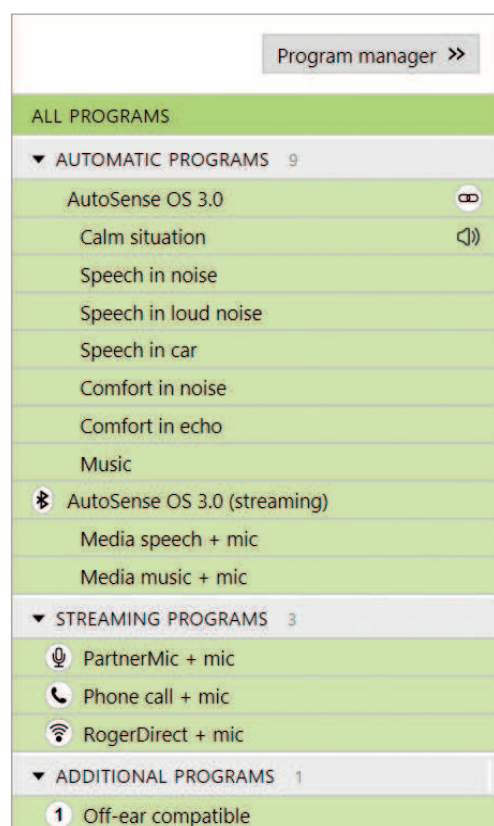 Program manager >>
ALL PROGRAMS
AUTOMATIC PROGRAMS 9
AutoSense OS 3.0
Calm situation
Speech in noise
Speech in loud noise
Speech in car
Comfort in noise
Comfort in echo
Music
AutoSense OS 3.0 (streaming)
Media speech + mic
Media music + mic
STREAMING PROGRAMS 3
PartnerMic + mic
Phone call + mic
RogerDirect + mic
ADDITIONAL PROGRAMS 1
1 Off-ear compatible